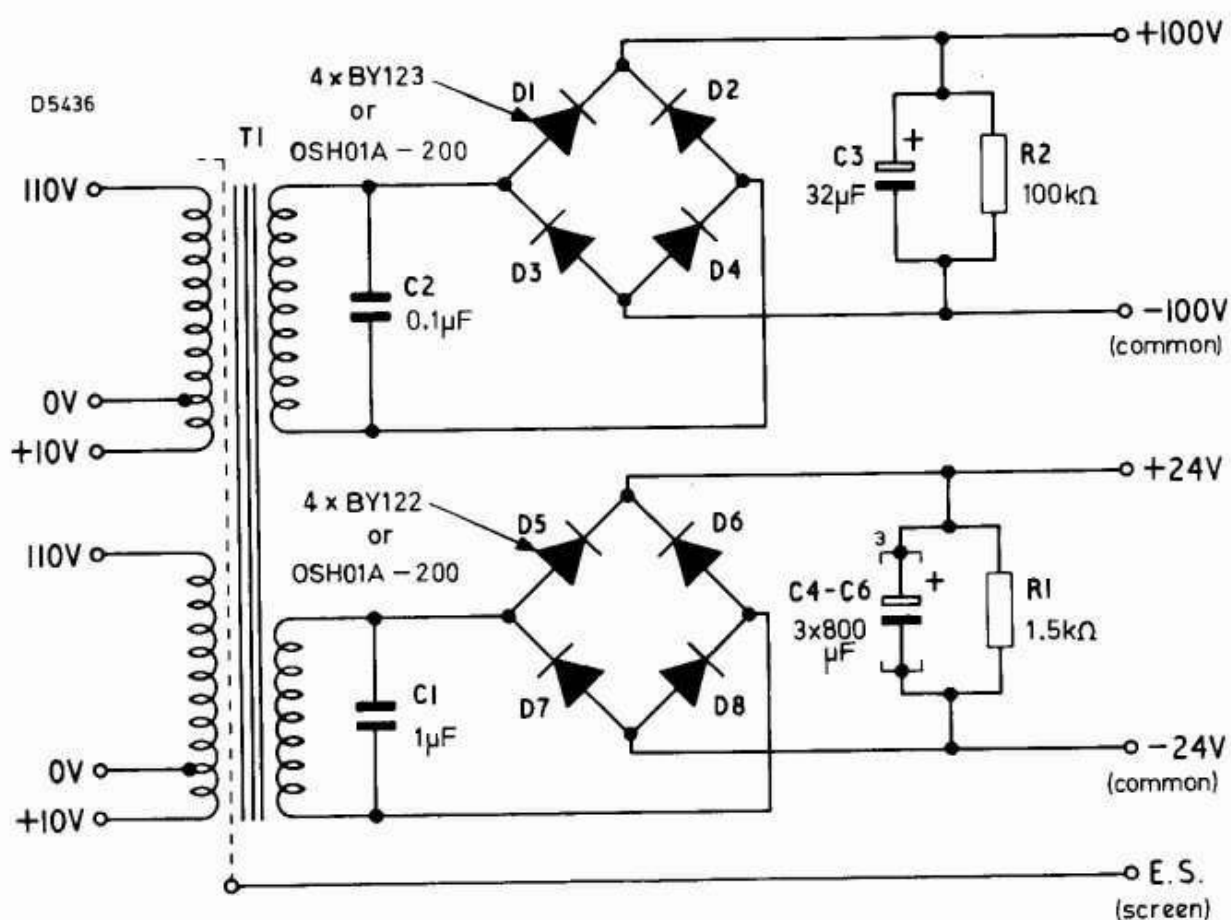 +100V
4 x BY123
or
OSH01A - 200
D1
D2
D5436
T1
C3
32µF
+
R2
100kΩ
110V
C2
0.1µF
D3
D4
-100V
(common)
0V
+10V
+24V
4 x BY122
or
OSH01A - 200
D5
D6
110V
3
C4-C6
3x800
µF
+
R1
1.5kΩ
C1
1µF
D7
D8
-24V
(common)
0V
+10V
E.S.
(screen)